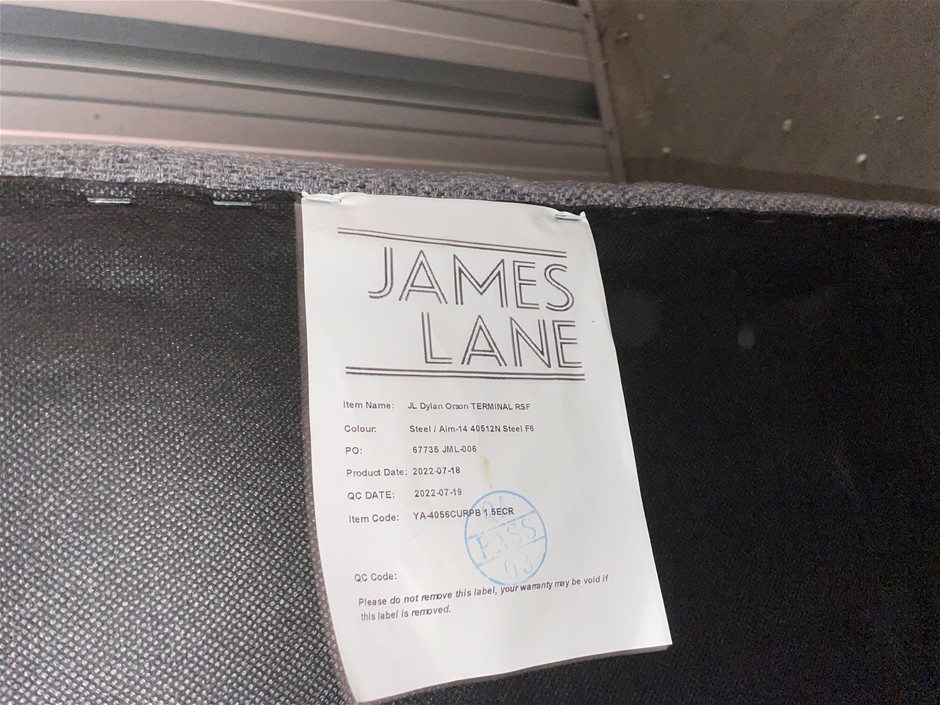 JAMES
LANE
Item Name: JL Dylan Orson TERMINAL RSF
Colour: Steel / Aim-14 40512N Steel F6
PO: 67735 JML-006
Product Date: 2022-07-18
QC DATE: 2022-07-19
Item Code: YA-4056CURPB 1.5ECR
PASS
03
QC Code:
Please do not remove this label, your warranty may be void if
this label is removed.